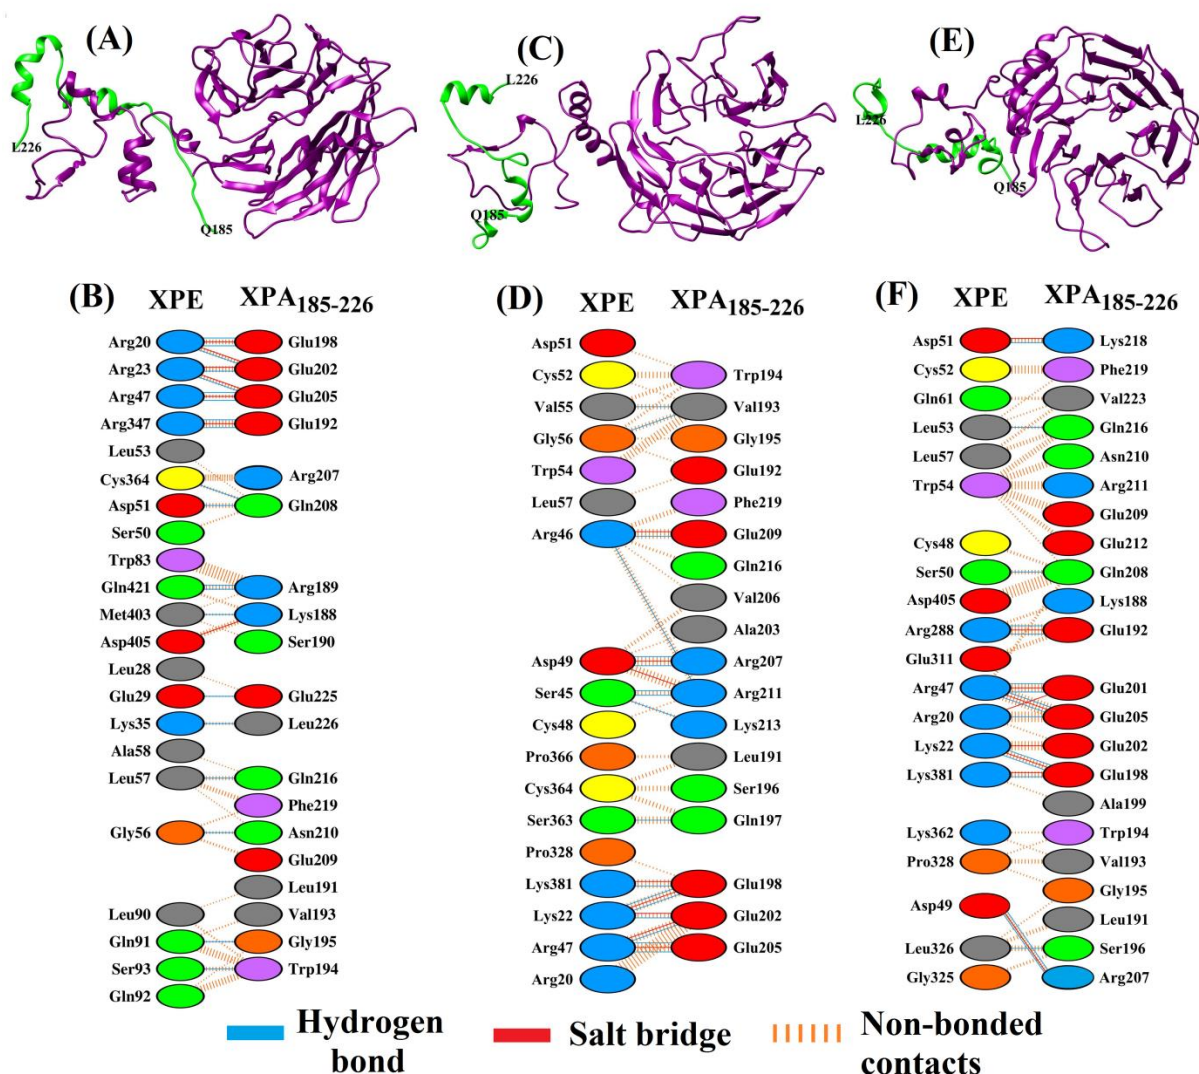 (A)
L226
Q185
(C)
L226
Q185
(E)
L226
Q185
(B) XPE XPA185-226
Arg20 Glu198
Arg23 Glu202
Arg47 Glu205
Arg347 Glu192
Leu53
Cys364 Arg207
Asp51 Gln208
Ser50
Trp83
Gln421 Arg189
Met403 Lys188
Asp405 Ser190
Leu28
Glu29 Glu225
Lys35 Leu226
Ala58
Leu57 Gln216
Phe219
Gly56 Asn210
Glu209
Leu191
Leu90 Val193
Gln91 Gly195
Ser93 Trp194
Gln92
(D) XPE XPA185-226
Asp51
Cys52 Trp194
Val55 Val193
Gly56 Gly195
Trp54 Glu192
Leu57 Phe219
Arg46 Glu209
Gln216
Val206
Ala203
Asp49 Arg207
Ser45 Arg211
Cys48 Lys213
Pro366 Leu191
Cys364 Ser196
Ser363 Gln197
Pro328
Lys381 Glu198
Lys22 Glu202
Arg47 Glu205
Arg20
(F) XPE XPA185-226
Asp51 Lys218
Cys52 Phe219
Gln61 Val223
Leu53 Gln216
Leu57 Asn210
Trp54 Arg211
Glu209
Cys48 Glu212
Ser50 Gln208
Asp405 Lys188
Arg288 Glu192
Glu311
Arg47 Glu201
Arg20 Glu205
Lys22 Glu202
Lys381 Glu198
Ala199
Lys362 Trp194
Pro328 Val193
Gly195
Asp49 Leu191
Leu326 Ser196
Gly325 Arg207
Hydrogen
bond
Salt bridge
Non-bonded
contacts